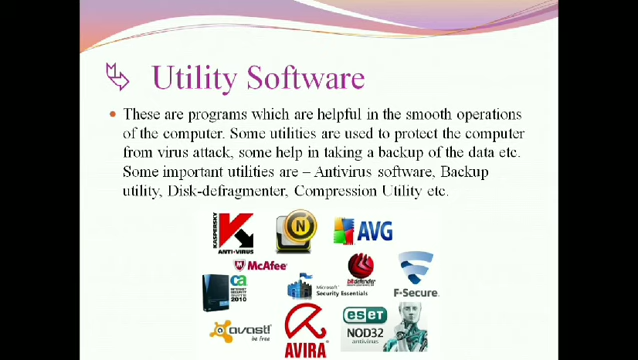 Utility Software
These are programs which are helpful in the smooth operations
of the computer. Some utilities are used to protect the computer
from virus attack, some help in taking a backup of the data etc.
Some important utilities are – Antivirus software, Backup
utility, Disk-defragmenter, Compression Utility etc.
KASPERSKY
ANTI-VIRUS
N
AVG
McAfee
ca
2010
Microsoft
Security Essentials
bitdefender
F-Secure.
avast!
be free
AVIRA
eseT
NOD32
antivirus